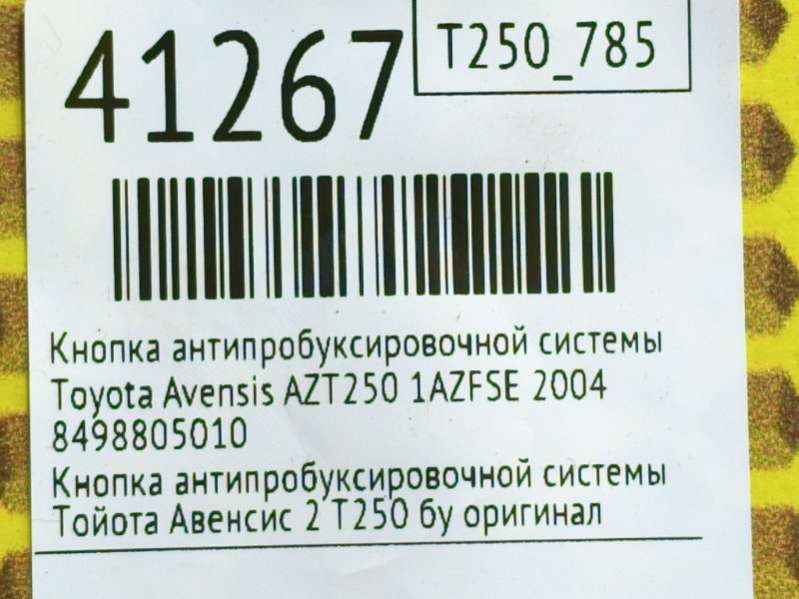 41267
T250_785
Кнопка антипробуксировочной системы
Toyota Avensis AZT250 1AZFSE 2004
8498805010
Кнопка антипробуксировочной системы
Тойота Авенсис 2 Т250 бу оригинал